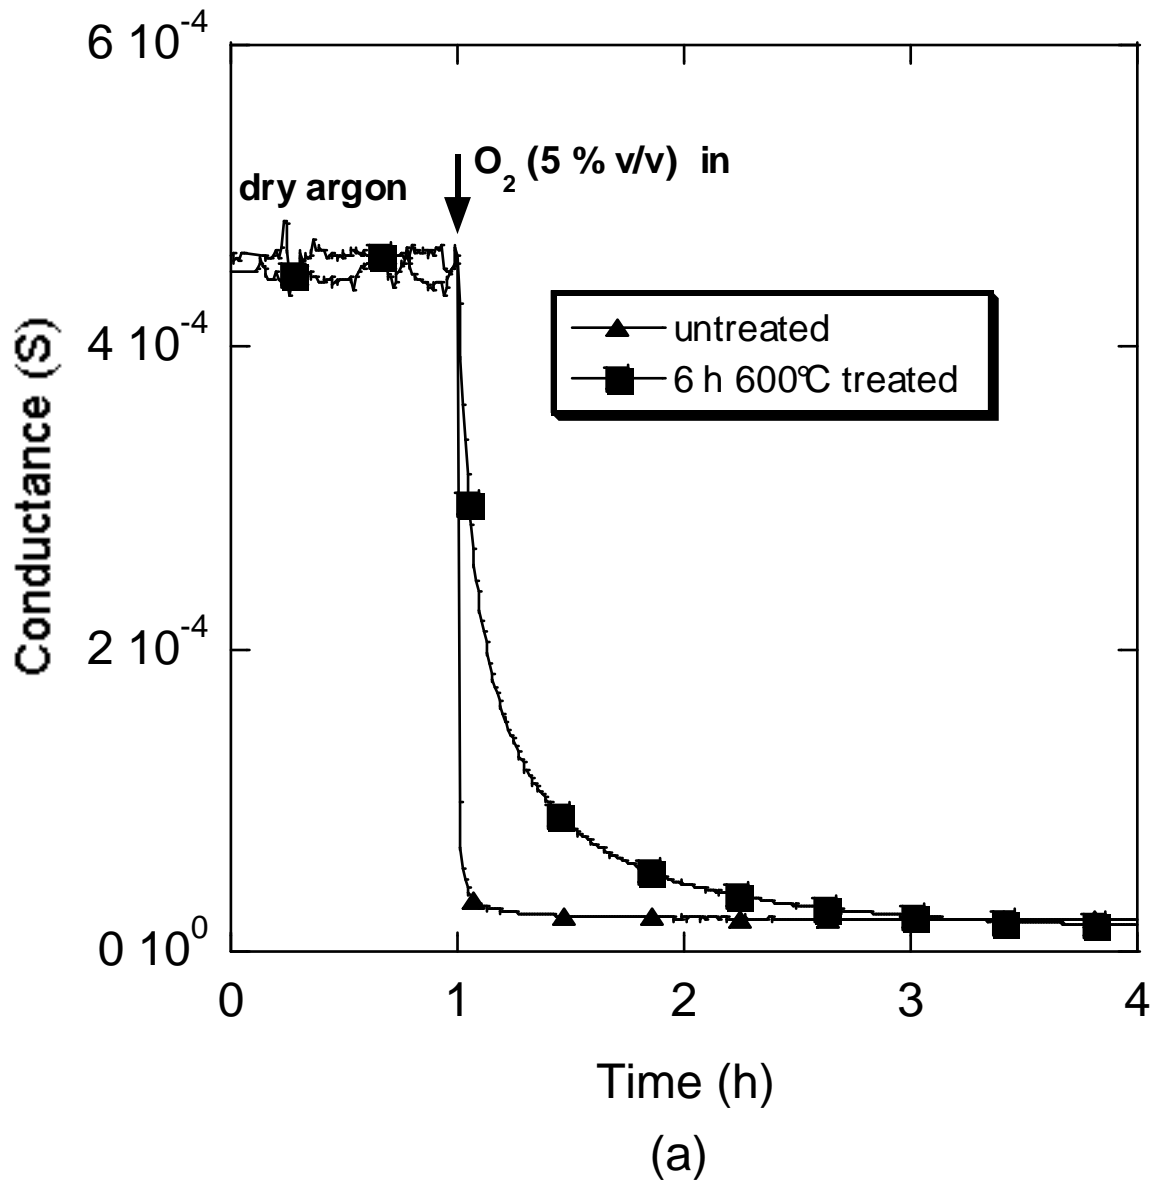 6 10⁻⁴
O₂ (5 % v/v) in
dry argon
4 10⁻⁴
untreated
6 h 600°C treated
Conductance (S)
2 10⁻⁴
0 10⁰
0 1 2 3 4
Time (h)
(a)